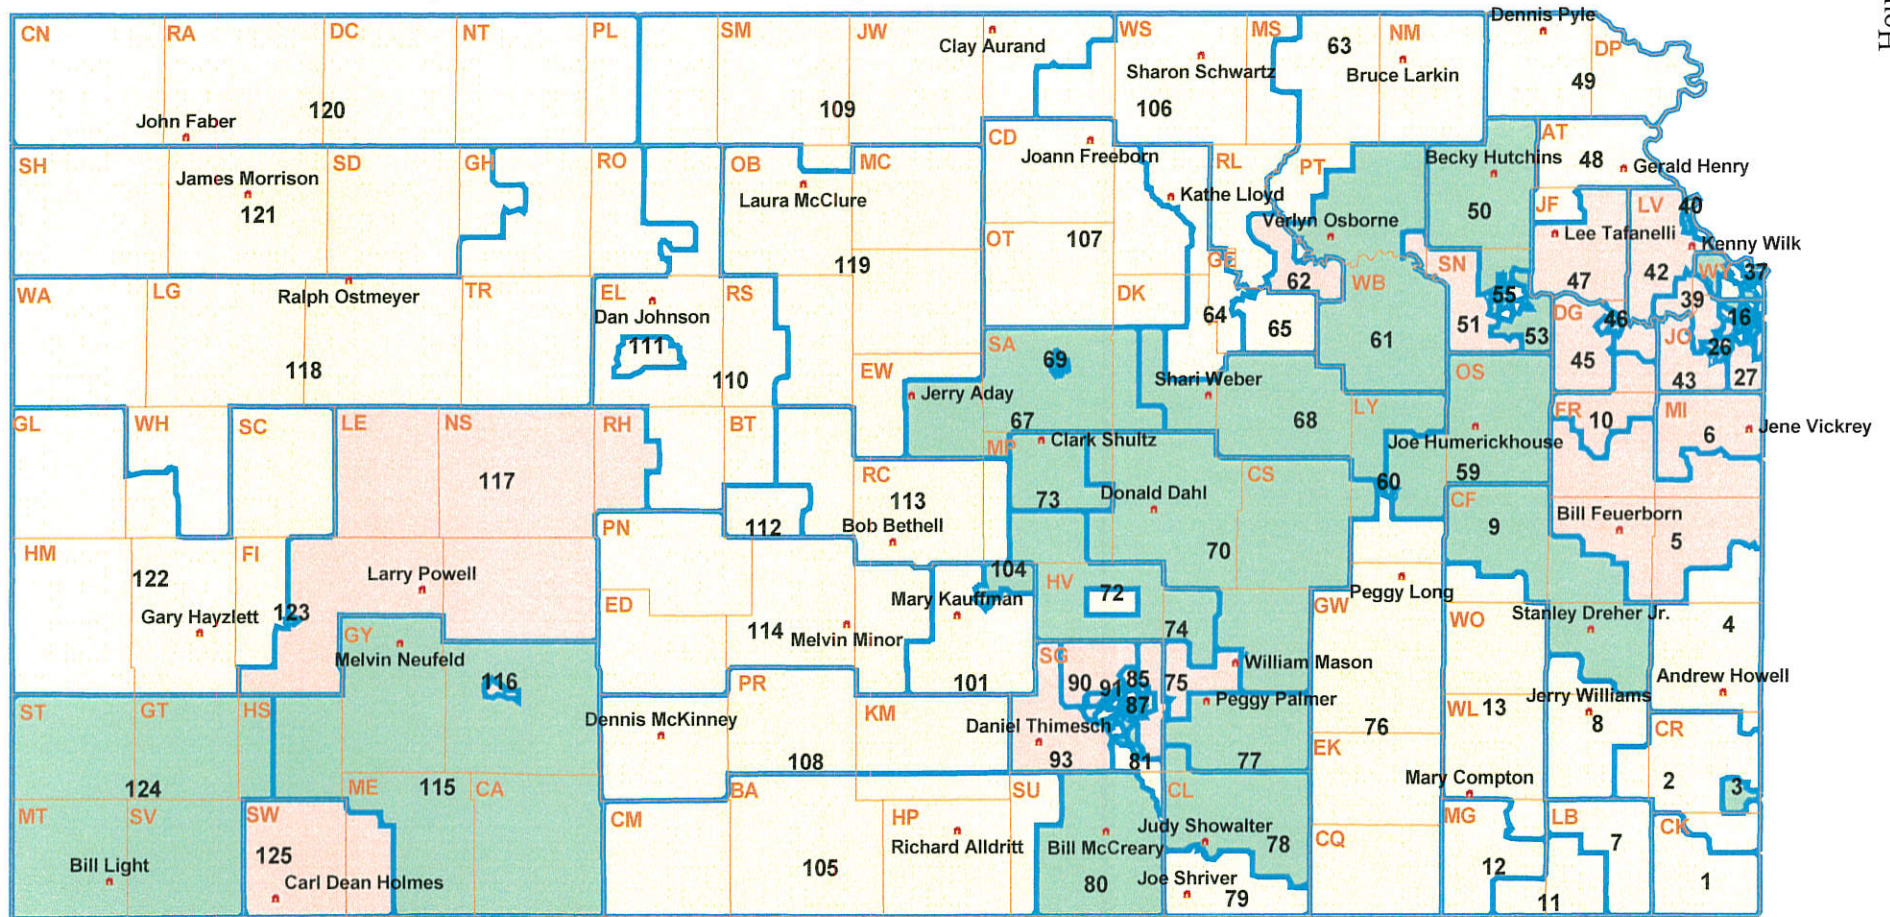 Hou
Dennis Pyle
CN RA DC NT PL SM JW WS MS 63 NM DP
Clay Aurand
Sharon Schwartz
Bruce Larkin
49
John Faber
120
109
106
SH SD GH RO OB MC CD RL PT AT
James Morrison
121
Laura McClure
Joann Freeborn
Becky Hutchins
48
Gerald Henry
Kathe Lloyd
Verlyn Osborne
50
JF LV 40
Lee Tafanelli
Kenny Wilk
OT 107
119
GE 62 WB SN 47 42 WY 37
WA LG TR EL RS DK
Ralph Ostmeyer
Dan Johnson
64 65 61 51 55 53 DG 46 39 16
111
118
110
SA 69
45 JO 26
EW
Shari Weber
OS 43 27
Jerry Aday
67 68 LY
GL WH SC LE NS RH BT
MP Clark Shultz
Joe Humerickhouse
FR 10 MI 6
Jene Vickrey
117
RC 113
73
Donald Dahl
CS 60 59
CF 9
PN 112
Bob Bethell
70
Bill Feuerborn
5
HM 122 FI
Larry Powell
104 HV 72
Gary Hayzlett
123
ED 114
Mary Kauffman
Melvin Minor
Peggy Long
GW WO
Stanley Dreher Jr.
4
GY
Melvin Neufeld
74
SG
William Mason
116
PR 101
90 91 85 87 75
Peggy Palmer
Andrew Howell
ST GT HS
Dennis McKinney
KM
Daniel Thimesch
76
WL 13
Jerry Williams
8
CR
124 115
108
93 81 77
EK
Mary Compton
2 3
ME CA BA SU CL
MT SV SW
CM HP
Richard Alldritt
Judy Showalter
78
CQ MG LB 7 CK
125
Bill Light
Carl Dean Holmes
105
Bill McCreary
80
Joe Shriver
79
12 11 1